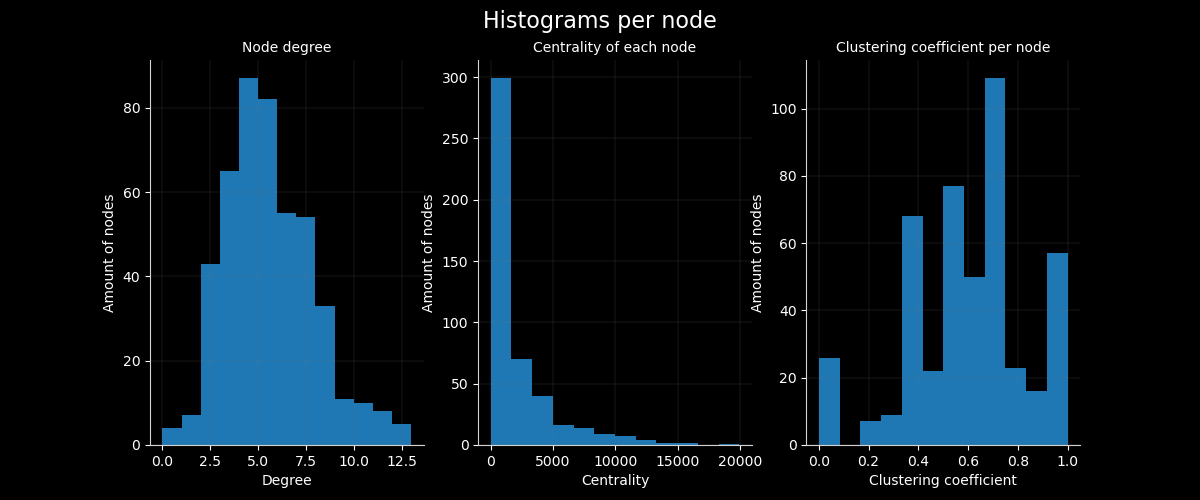 Histograms per node
Node degree
Amount of nodes
80
60
40
20
0
0.0 2.5 5.0 7.5 10.0 12.5
Degree
Centrality of each node
Amount of nodes
300
250
200
150
100
50
0
0 5000 10000 15000 20000
Centrality
Clustering coefficient per node
Amount of nodes
100
80
60
40
20
0
0.0 0.2 0.4 0.6 0.8 1.0
Clustering coefficient